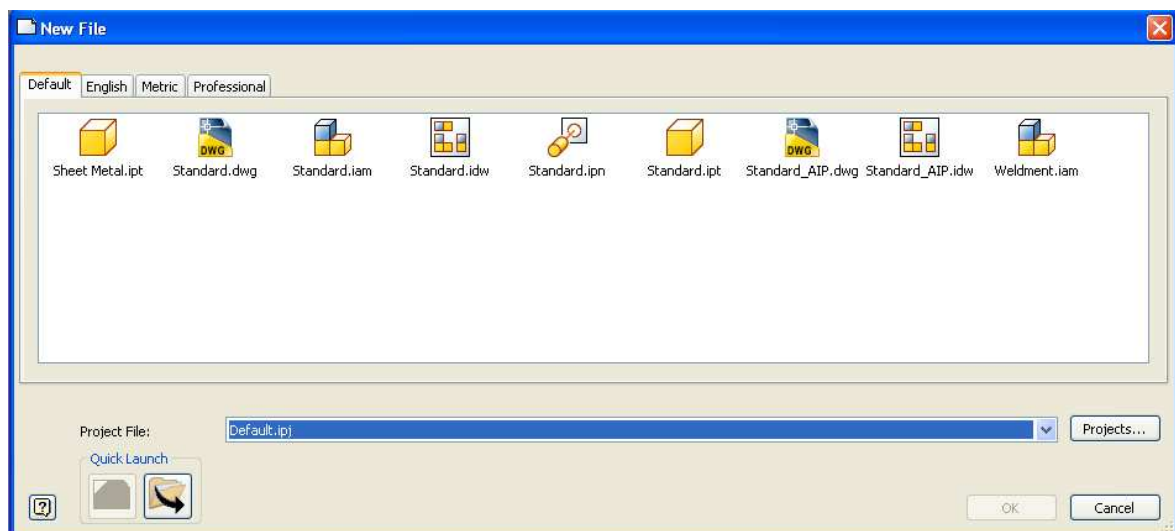 New File
Default English Metric Professional
DWG DWG
Sheet Metal.ipt Standard.dwg Standard.iam Standard.idw Standard.ipn Standard.ipt Standard_AIP.dwg Standard_AIP.idw Weldment.iam
Project File: Default.ipj Projects...
Quick Launch
? OK Cancel